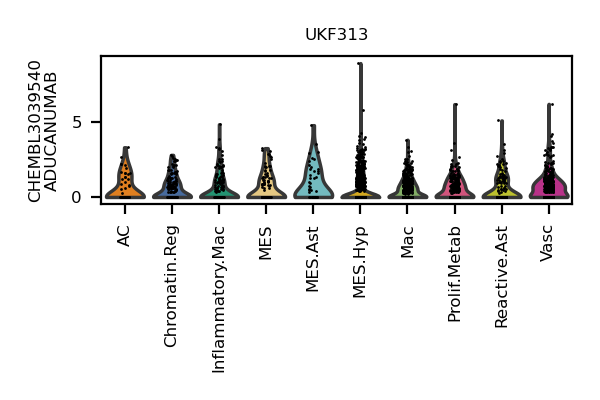 UKF313
CHEMBL3039540
ADUCANUMAB
5
0
AC
Chromatin.Reg
Inflammatory.Mac
MES
MES.Ast
MES.Hyp
Mac
Prolif.Metab
Reactive.Ast
Vasc